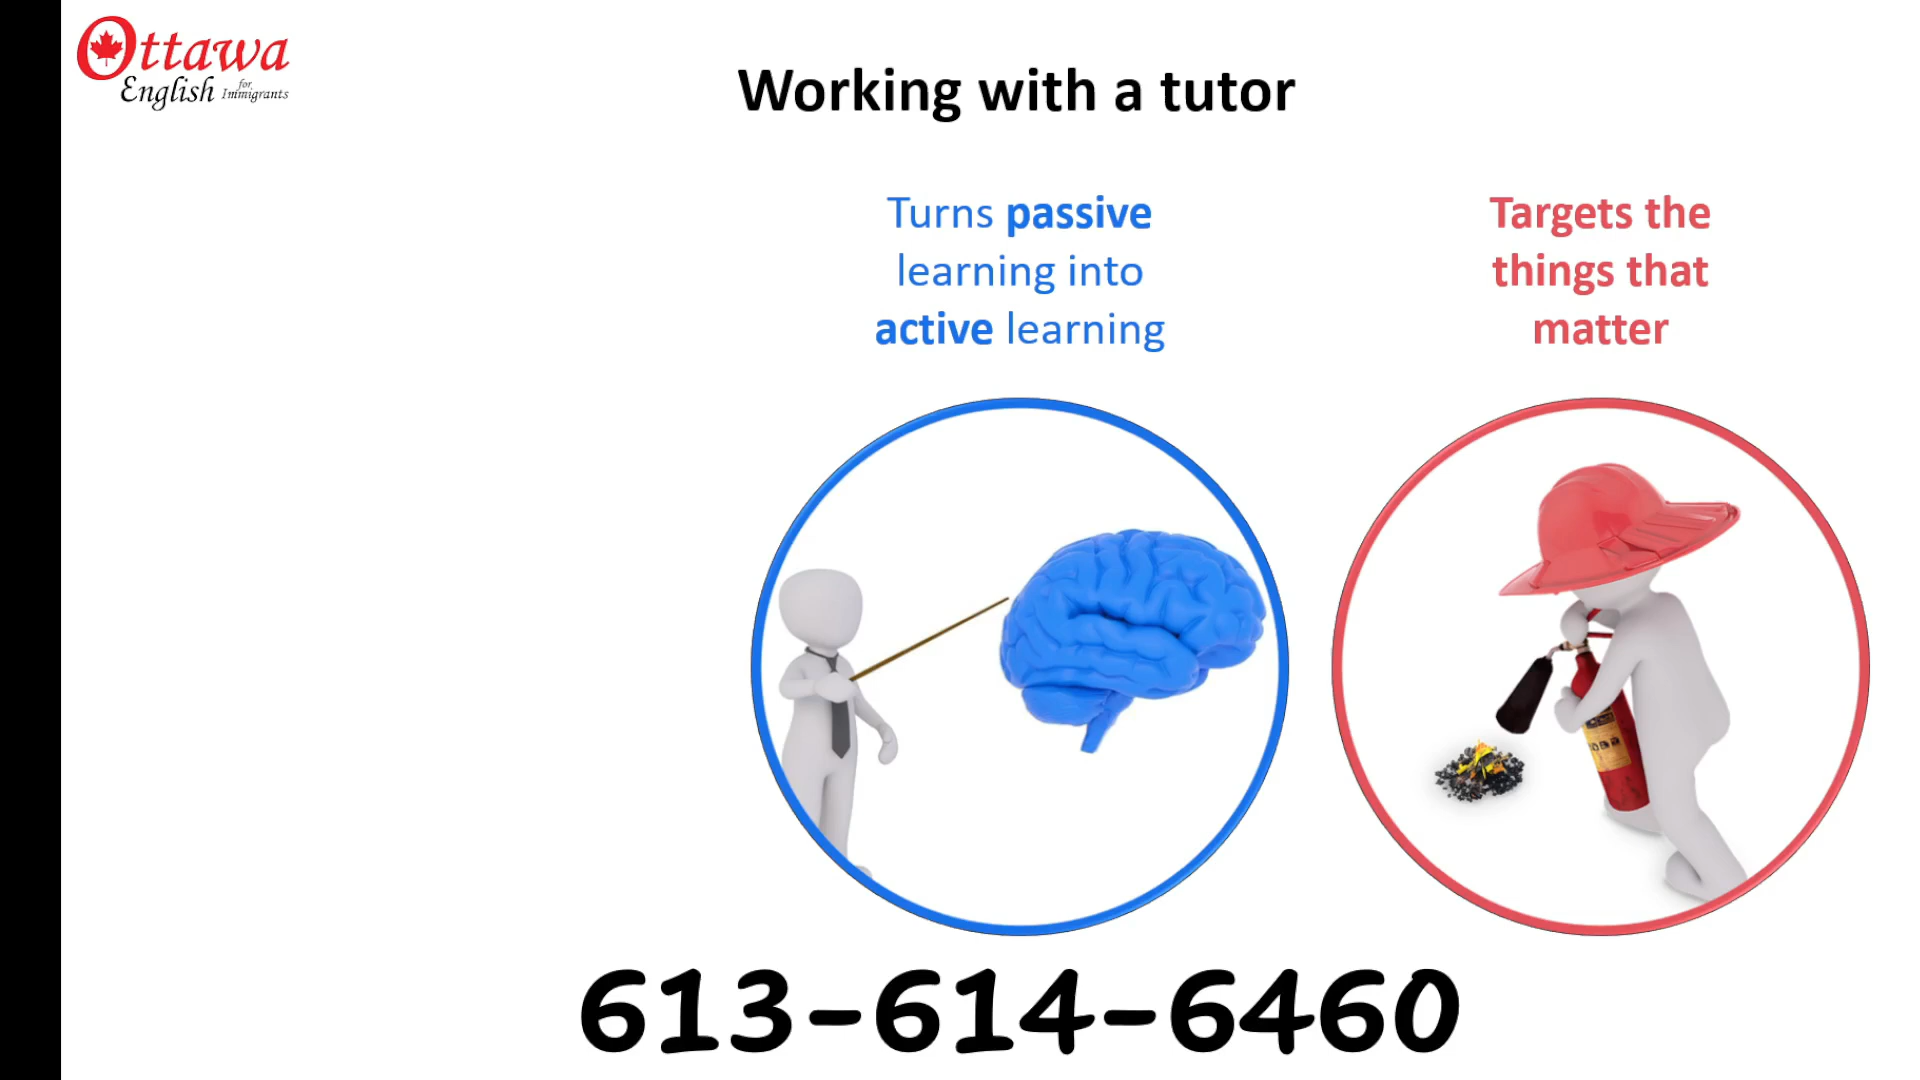 Ottawa
English for Immigrants
Working with a tutor
Turns passive
learning into
active learning
Targets the
things that
matter
613-614-6460